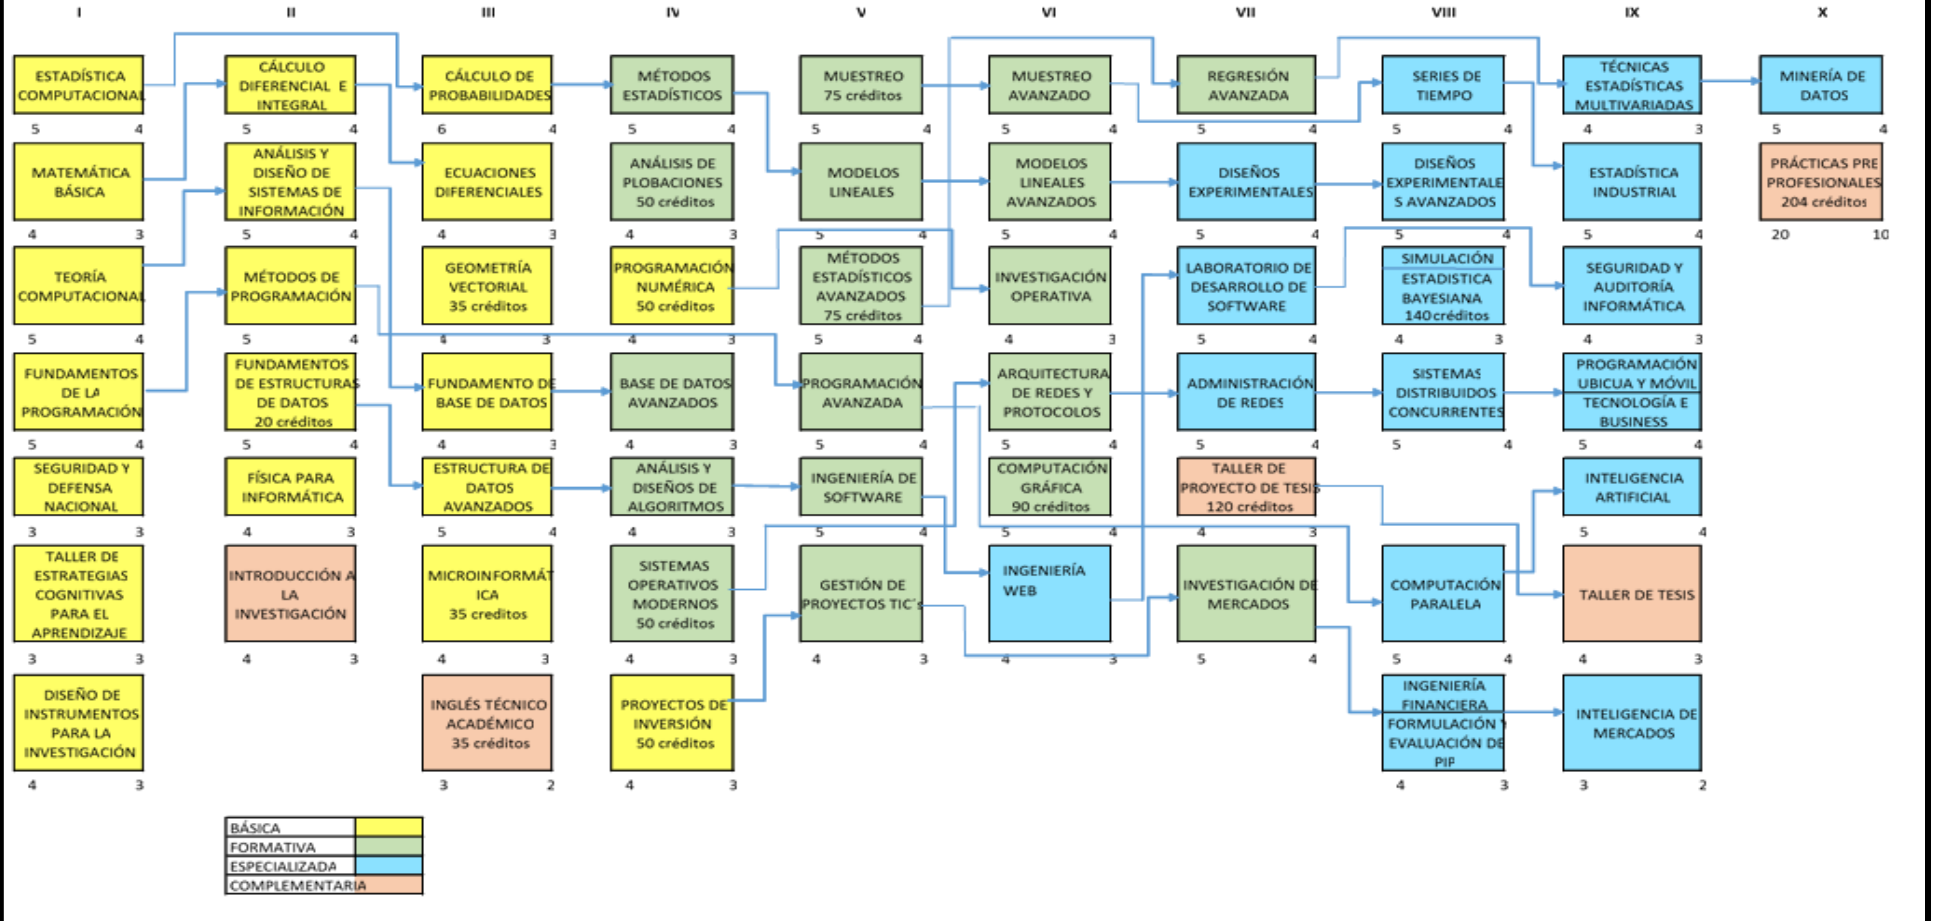 I
II
III
IV
V
VI
VII
VIII
IX
X
ESTADÍSTICA
COMPUTACIONAL
5 4
MATEMÁTICA
BÁSICA
4 3
TEORÍA
COMPUTACIONAL
5 4
FUNDAMENTOS
DE LA
PROGRAMACIÓN
5 4
SEGURIDAD Y
DEFENSA
NACIONAL
3 3
TALLER DE
ESTRATEGIAS
COGNITIVAS
PARA EL
APRENDIZAJE
3 3
DISEÑO DE
INSTRUMENTOS
PARA LA
INVESTIGACIÓN
4 3
CÁLCULO
DIFERENCIAL E
INTEGRAL
5 4
ANÁLISIS Y
DISEÑO DE
SISTEMAS DE
INFORMACIÓN
5 4
MÉTODOS DE
PROGRAMACIÓN
5 4
FUNDAMENTOS
DE ESTRUCTURAS
DE DATOS
20 créditos
5 4
FÍSICA PARA
INFORMÁTICA
4 3
INTRODUCCIÓN A
LA
INVESTIGACIÓN
4 3
CÁLCULO DE
PROBABILIDADES
6 4
ECUACIONES
DIFERENCIALES
4 3
GEOMETRÍA
VECTORIAL
35 créditos
4 3
FUNDAMENTO DE
BASE DE DATOS
4 3
ESTRUCTURA DE
DATOS
AVANZADOS
5 4
MICROINFORMÁT
ICA
35 creditos
4 3
INGLÉS TÉCNICO
ACADÉMICO
35 créditos
3 2
MÉTODOS
ESTADÍSTICOS
5 4
ANÁLISIS DE
PLOBACIONES
50 créditos
4 3
PROGRAMACIÓN
NUMÉRICA
50 créditos
4 3
BASE DE DATOS
AVANZADOS
4 3
ANÁLISIS Y
DISEÑOS DE
ALGORITMOS
4 3
SISTEMAS
OPERATIVOS
MODERNOS
50 créditos
4 3
PROYECTOS DE
INVERSIÓN
50 créditos
4 3
MUESTREO
75 créditos
5 4
MODELOS
LINEALES
5 4
MÉTODOS
ESTADÍSTICOS
AVANZADOS
75 créditos
5 4
PROGRAMACIÓN
AVANZADA
5 4
INGENIERÍA DE
SOFTWARE
5 4
GESTIÓN DE
PROYECTOS TIC´s
4 3
MUESTREO
AVANZADO
5 4
MODELOS
LINEALES
AVANZADOS
5 4
INVESTIGACIÓN
OPERATIVA
4 3
ARQUITECTURA
DE REDES Y
PROTOCOLOS
5 4
COMPUTACIÓN
GRÁFICA
90 créditos
5 4
INGENIERÍA
WEB
4 3
REGRESIÓN
AVANZADA
5 4
DISEÑOS
EXPERIMENTALES
5 4
LABORATORIO DE
DESARROLLO DE
SOFTWARE
5 4
ADMINISTRACIÓN
DE REDES
5 4
TALLER DE
PROYECTO DE TESIS
120 créditos
4 3
INVESTIGACIÓN DE
MERCADOS
5 4
SERIES DE
TIEMPO
5 4
DISEÑOS
EXPERIMENTALE
S AVANZADOS
5 4
SIMULACIÓN
ESTADISTICA
BAYESIANA
140 créditos
4 3
SISTEMAS
DISTRIBUIDOS
CONCURRENTES
5 4
COMPUTACIÓN
PARALELA
5 4
INGENIERÍA
FINANCIERA
FORMULACIÓN Y
EVALUACIÓN DE
PIP
4 3
TÉCNICAS
ESTADÍSTICAS
MULTIVARIADAS
4 3
ESTADÍSTICA
INDUSTRIAL
5 4
SEGURIDAD Y
AUDITORÍA
INFORMÁTICA
4 3
PROGRAMACIÓN
UBICUA Y MÓVIL
TECNOLOGÍA E
BUSINESS
5 4
INTELIGENCIA
ARTIFICIAL
5 4
TALLER DE TESIS
4 3
INTELIGENCIA DE
MERCADOS
3 2
MINERÍA DE
DATOS
5 4
PRÁCTICAS PRE
PROFESIONALES
204 créditos
20 10
BÁSICA
FORMATIVA
ESPECIALIZADA
COMPLEMENTARIA